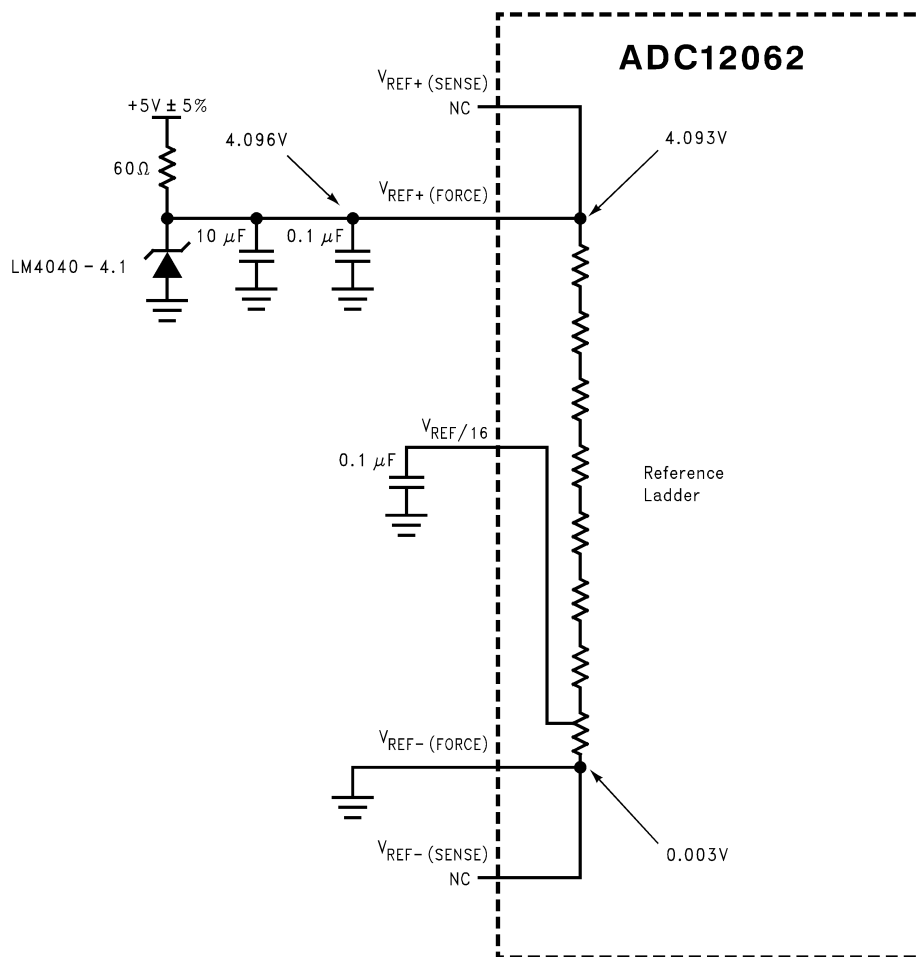 ADC12062
VREF+ (SENSE)
NC
+5V ± 5%
4.096V
4.093V
60Ω
VREF+ (FORCE)
10 μF
0.1 μF
LM4040-4.1
VREF/16
0.1 μF
Reference
Ladder
VREF- (FORCE)
VREF- (SENSE)
NC
0.003V